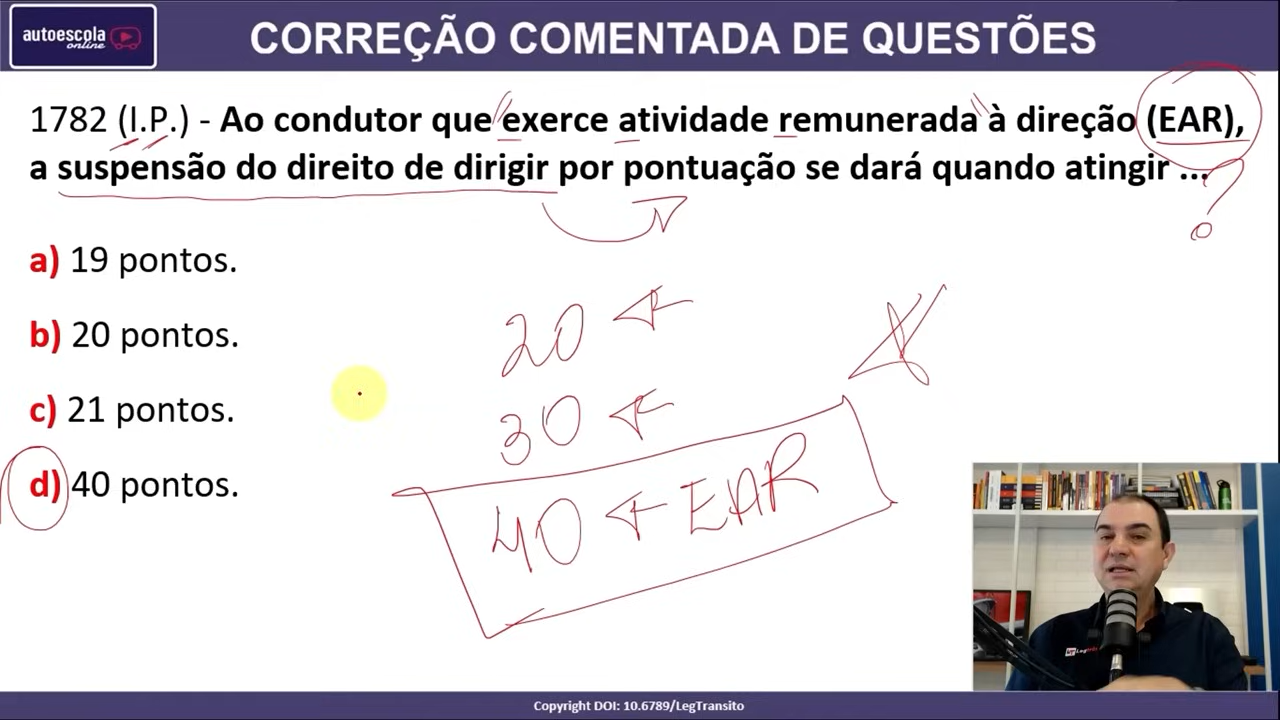 autoescola
online
CORREÇÃO COMENTADA DE QUESTÕES
1782 (I.P.) - Ao condutor que "exerce atividade remunerada" à direção (EAR),
a suspensão do direito de dirigir por pontuação se dará quando atingir ...
?
a) 19 pontos.
b) 20 pontos.
c) 21 pontos.
d) 40 pontos.
20
30
40 EAR
Copyright DOI: 10.6789/LegTransito